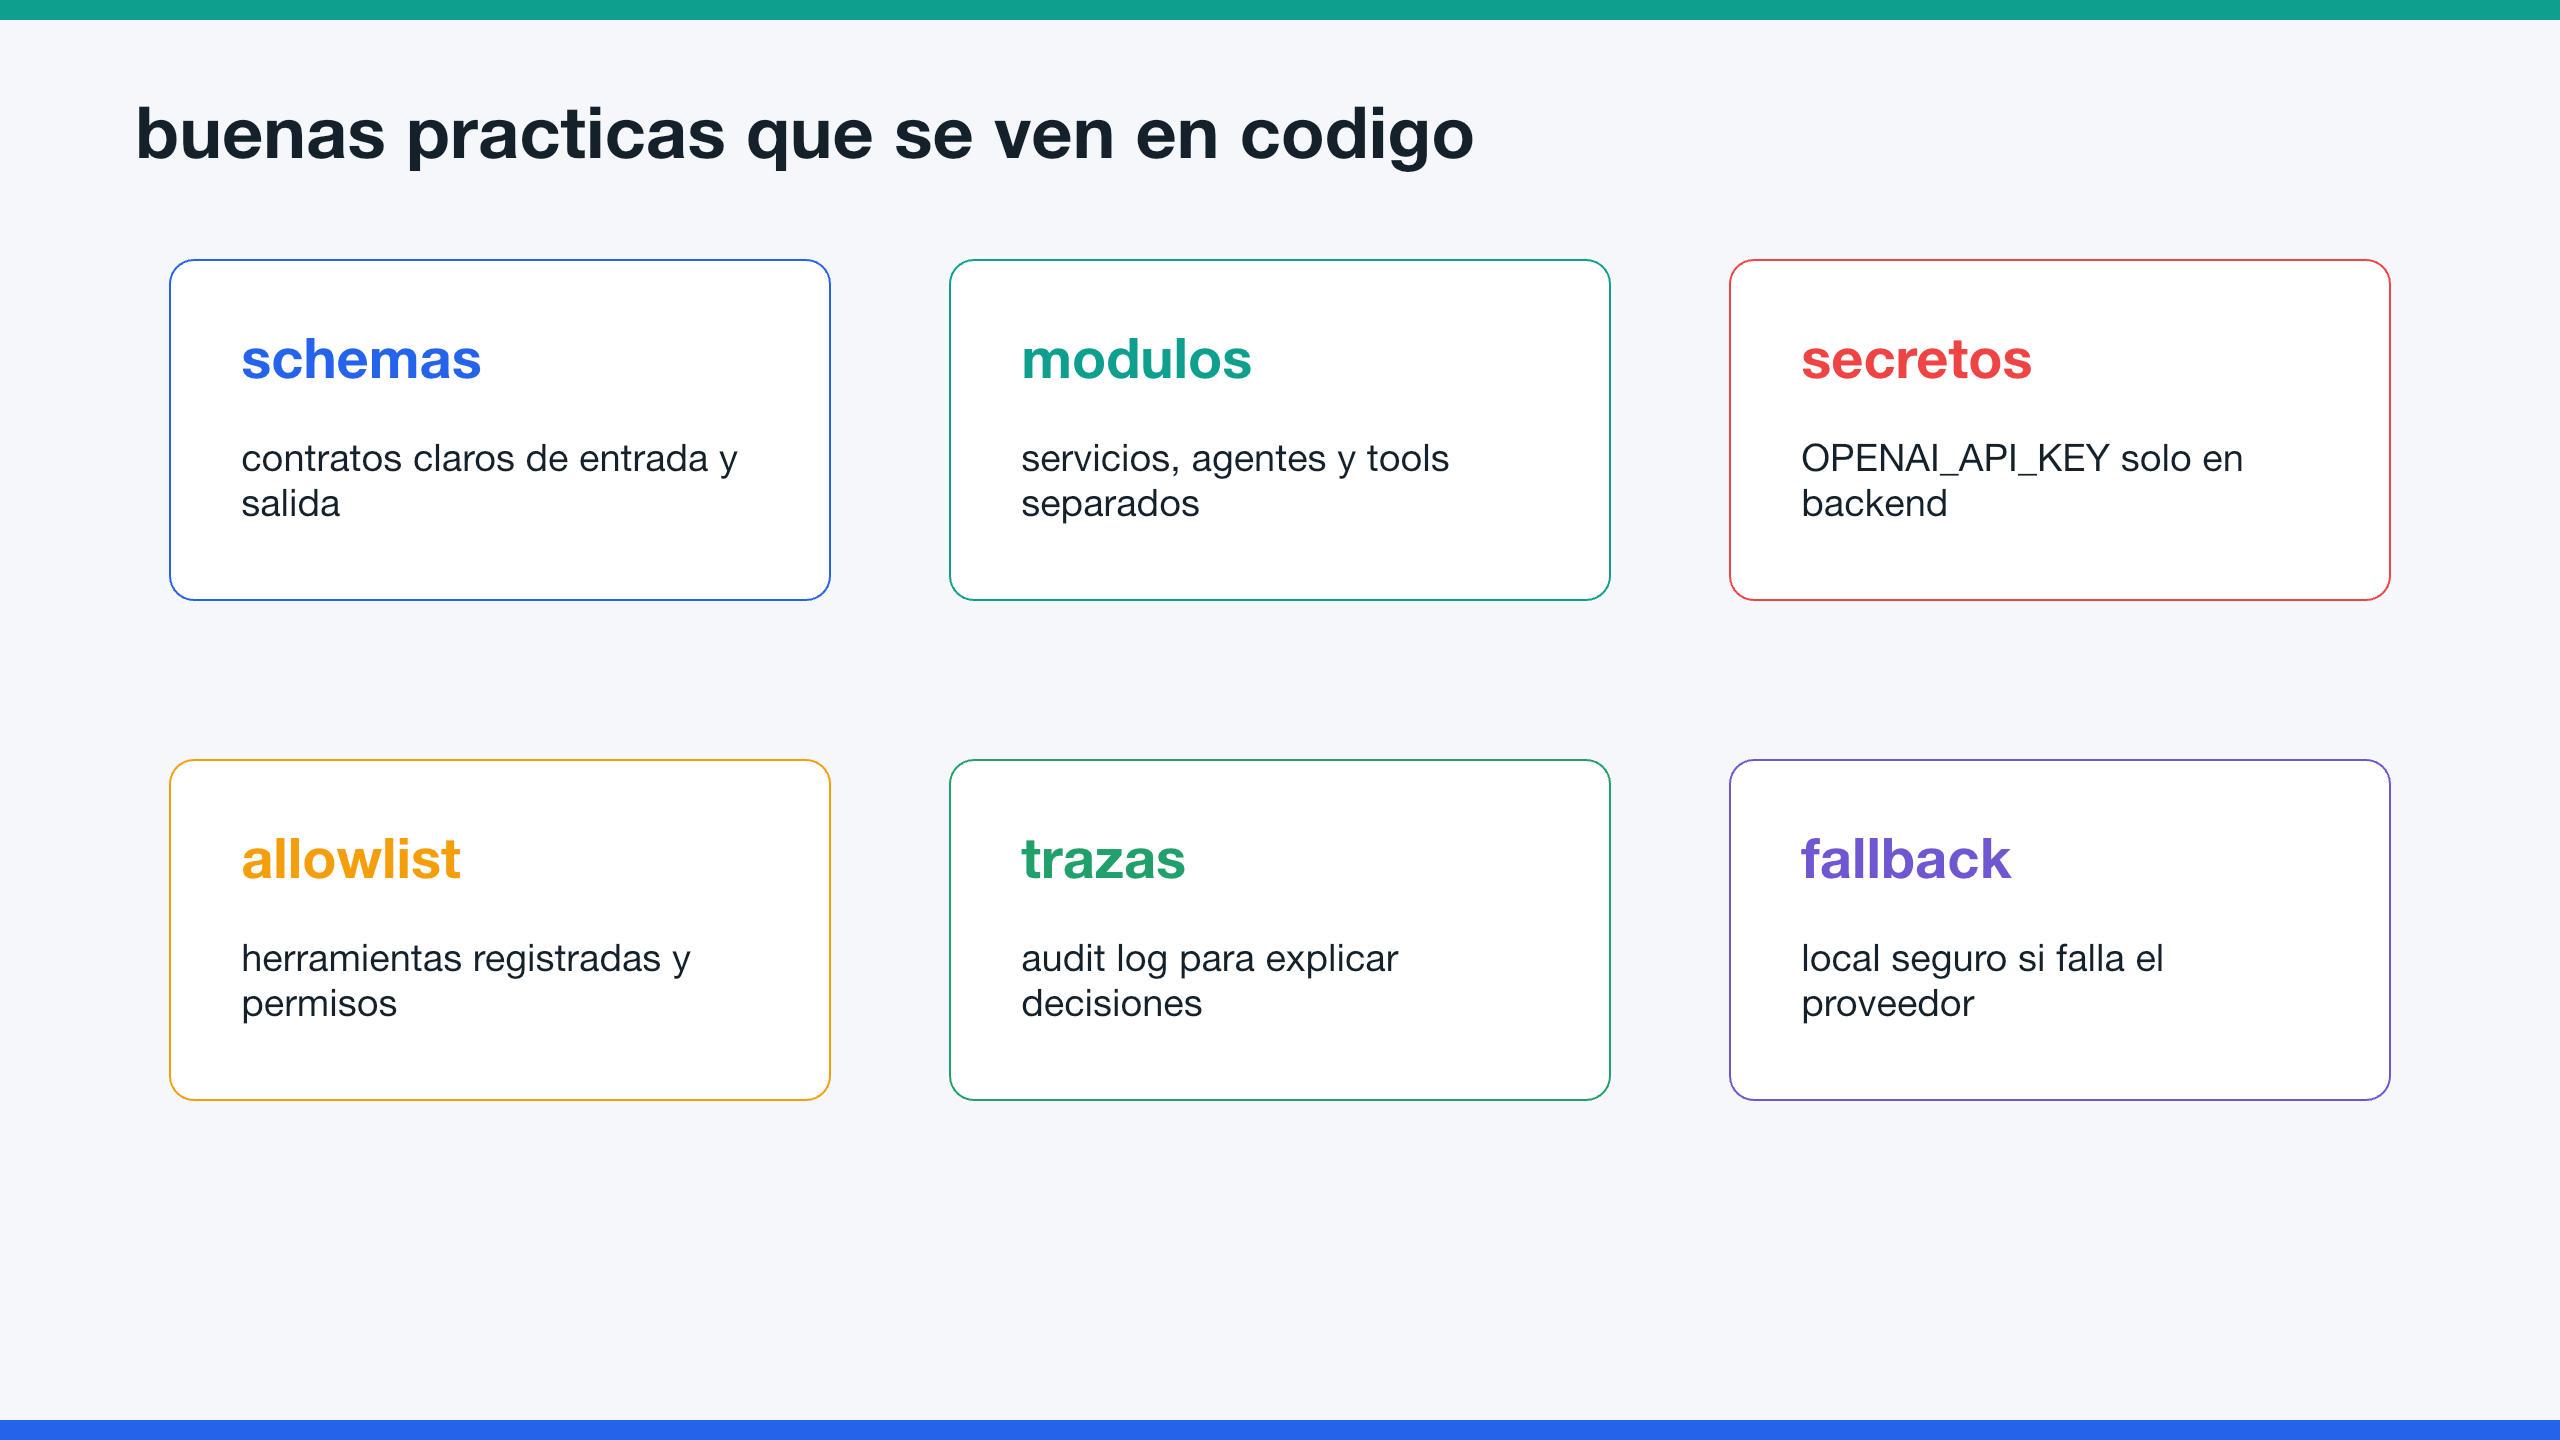 buenas practicas que se ven en codigo
schemas
contratos claros de entrada y
salida
modulos
servicios, agentes y tools
separados
secretos
OPENAI_API_KEY solo en
backend
allowlist
herramientas registradas y
permisos
trazas
audit log para explicar
decisiones
fallback
local seguro si falla el
proveedor